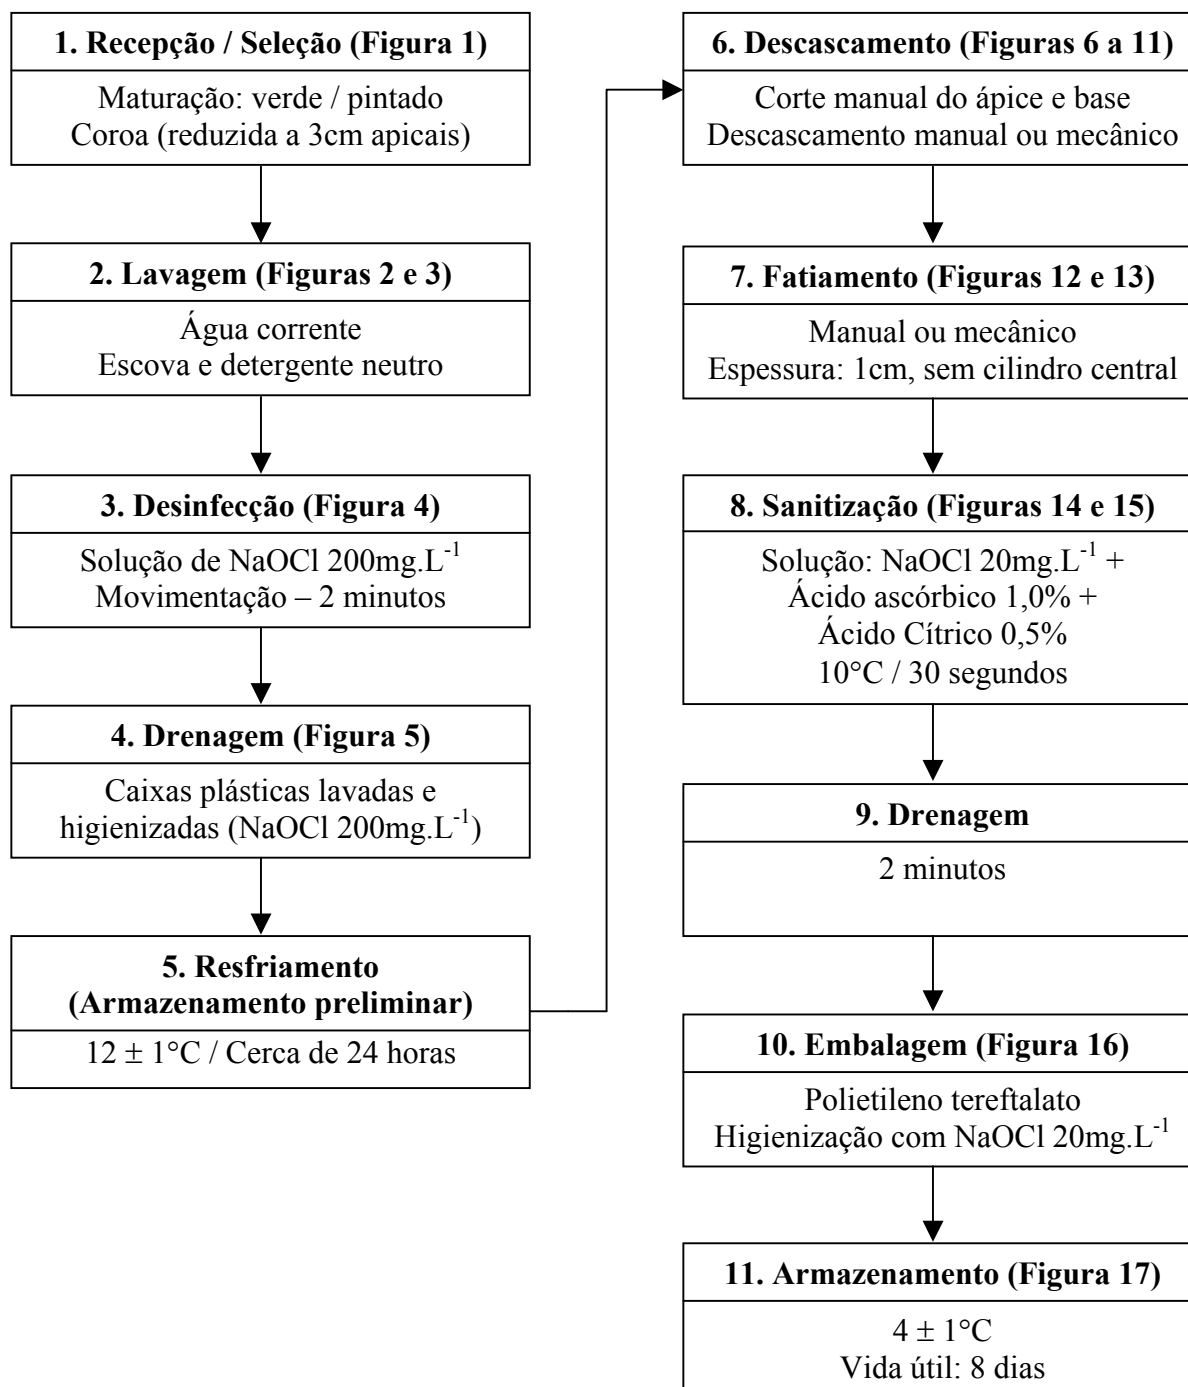 1. Recepção / Seleção (Figura 1)
Maturação: verde / pintado
Coroa (reduzida a 3cm apicais)
2. Lavagem (Figuras 2 e 3)
Água corrente
Escova e detergente neutro
3. Desinfecção (Figura 4)
Solução de NaOCl 200mg.L⁻¹
Movimentação – 2 minutos
4. Drenagem (Figura 5)
Caixas plásticas lavadas e
higienizadas (NaOCl 200mg.L⁻¹)
5. Resfriamento
(Armazenamento preliminar)
12 ± 1°C / Cerca de 24 horas
6. Descascamento (Figuras 6 a 11)
Corte manual do ápice e base
Descascamento manual ou mecânico
7. Fatiamento (Figuras 12 e 13)
Manual ou mecânico
Espessura: 1cm, sem cilindro central
8. Sanitização (Figuras 14 e 15)
Solução: NaOCl 20mg.L⁻¹ +
Ácido ascórbico 1,0% +
Ácido Cítrico 0,5%
10°C / 30 segundos
9. Drenagem
2 minutos
10. Embalagem (Figura 16)
Polietileno tereftalato
Higienização com NaOCl 20mg.L⁻¹
11. Armazenamento (Figura 17)
4 ± 1°C
Vida útil: 8 dias